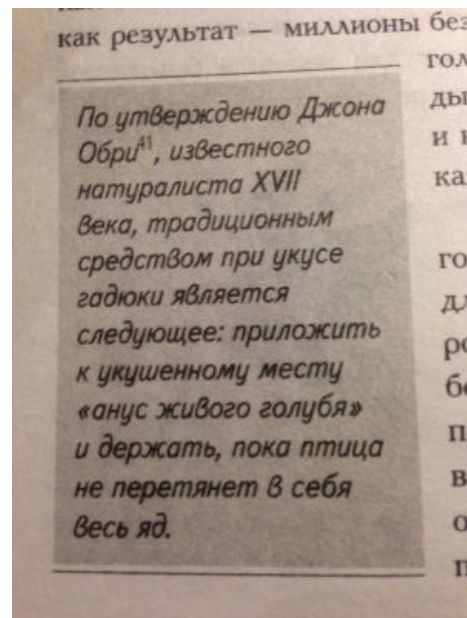 как результат — миллионы без
По утверждению Джона
Обри⁴¹, известного
натуралиста XVII
века, традиционным
средством при укусе
гадюки является
следующее: приложить
к укушенному месту
«анус живого голубя»
и держать, пока птица
не перетянет в себя
весь яд.